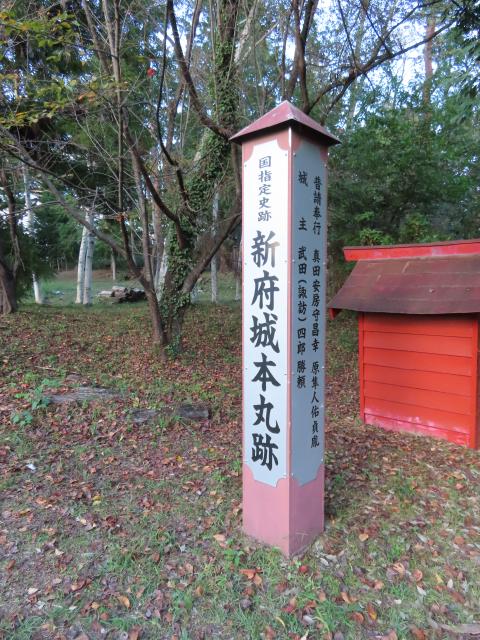 国指定史跡
新府城本丸跡
普請奉行　真田安房守昌幸　原隼人佑貞胤
城主　武田(諏訪)四郎勝頼